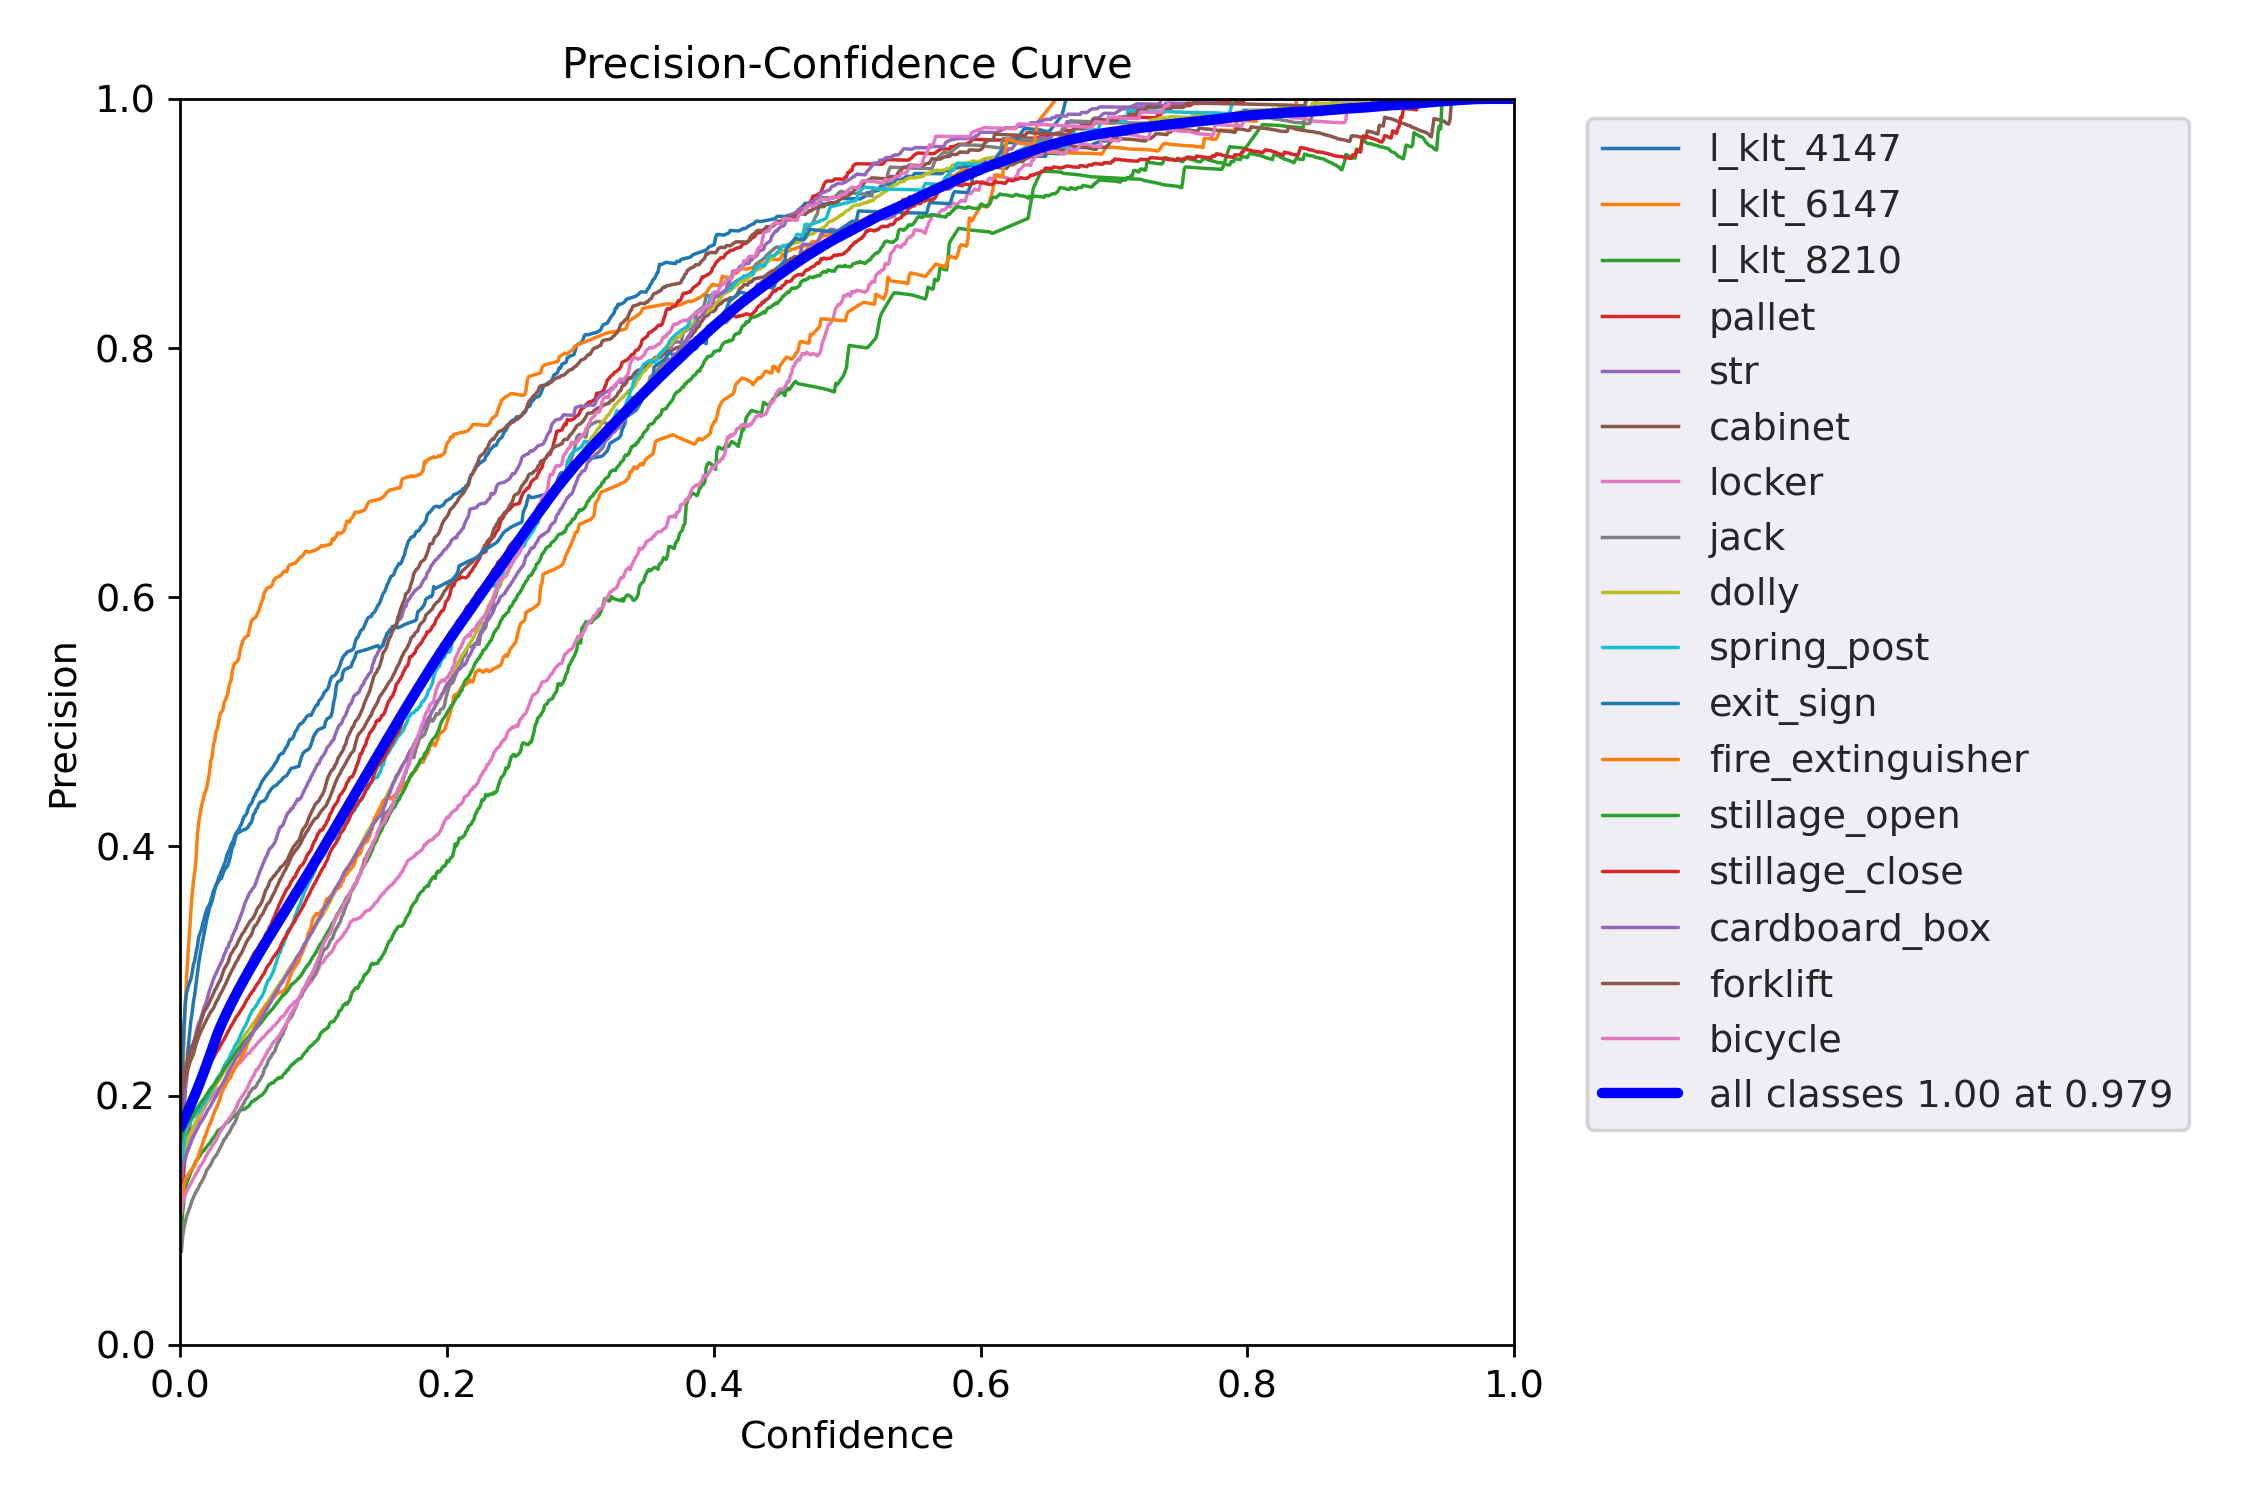 Precision-Confidence Curve
1.0
0.8
0.6
0.4
0.2
0.0
Precision
0.0 0.2 0.4 0.6 0.8 1.0
Confidence
l_klt_4147
l_klt_6147
l_klt_8210
pallet
str
cabinet
locker
jack
dolly
spring_post
exit_sign
fire_extinguisher
stillage_open
stillage_close
cardboard_box
forklift
bicycle
all classes 1.00 at 0.979